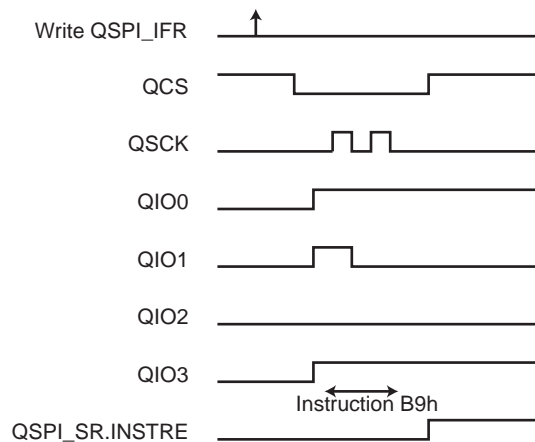 Write QSPI_IFR
QCS
QSCK
QIO0
QIO1
QIO2
QIO3
Instruction B9h
QSPI_SR.INSTRE